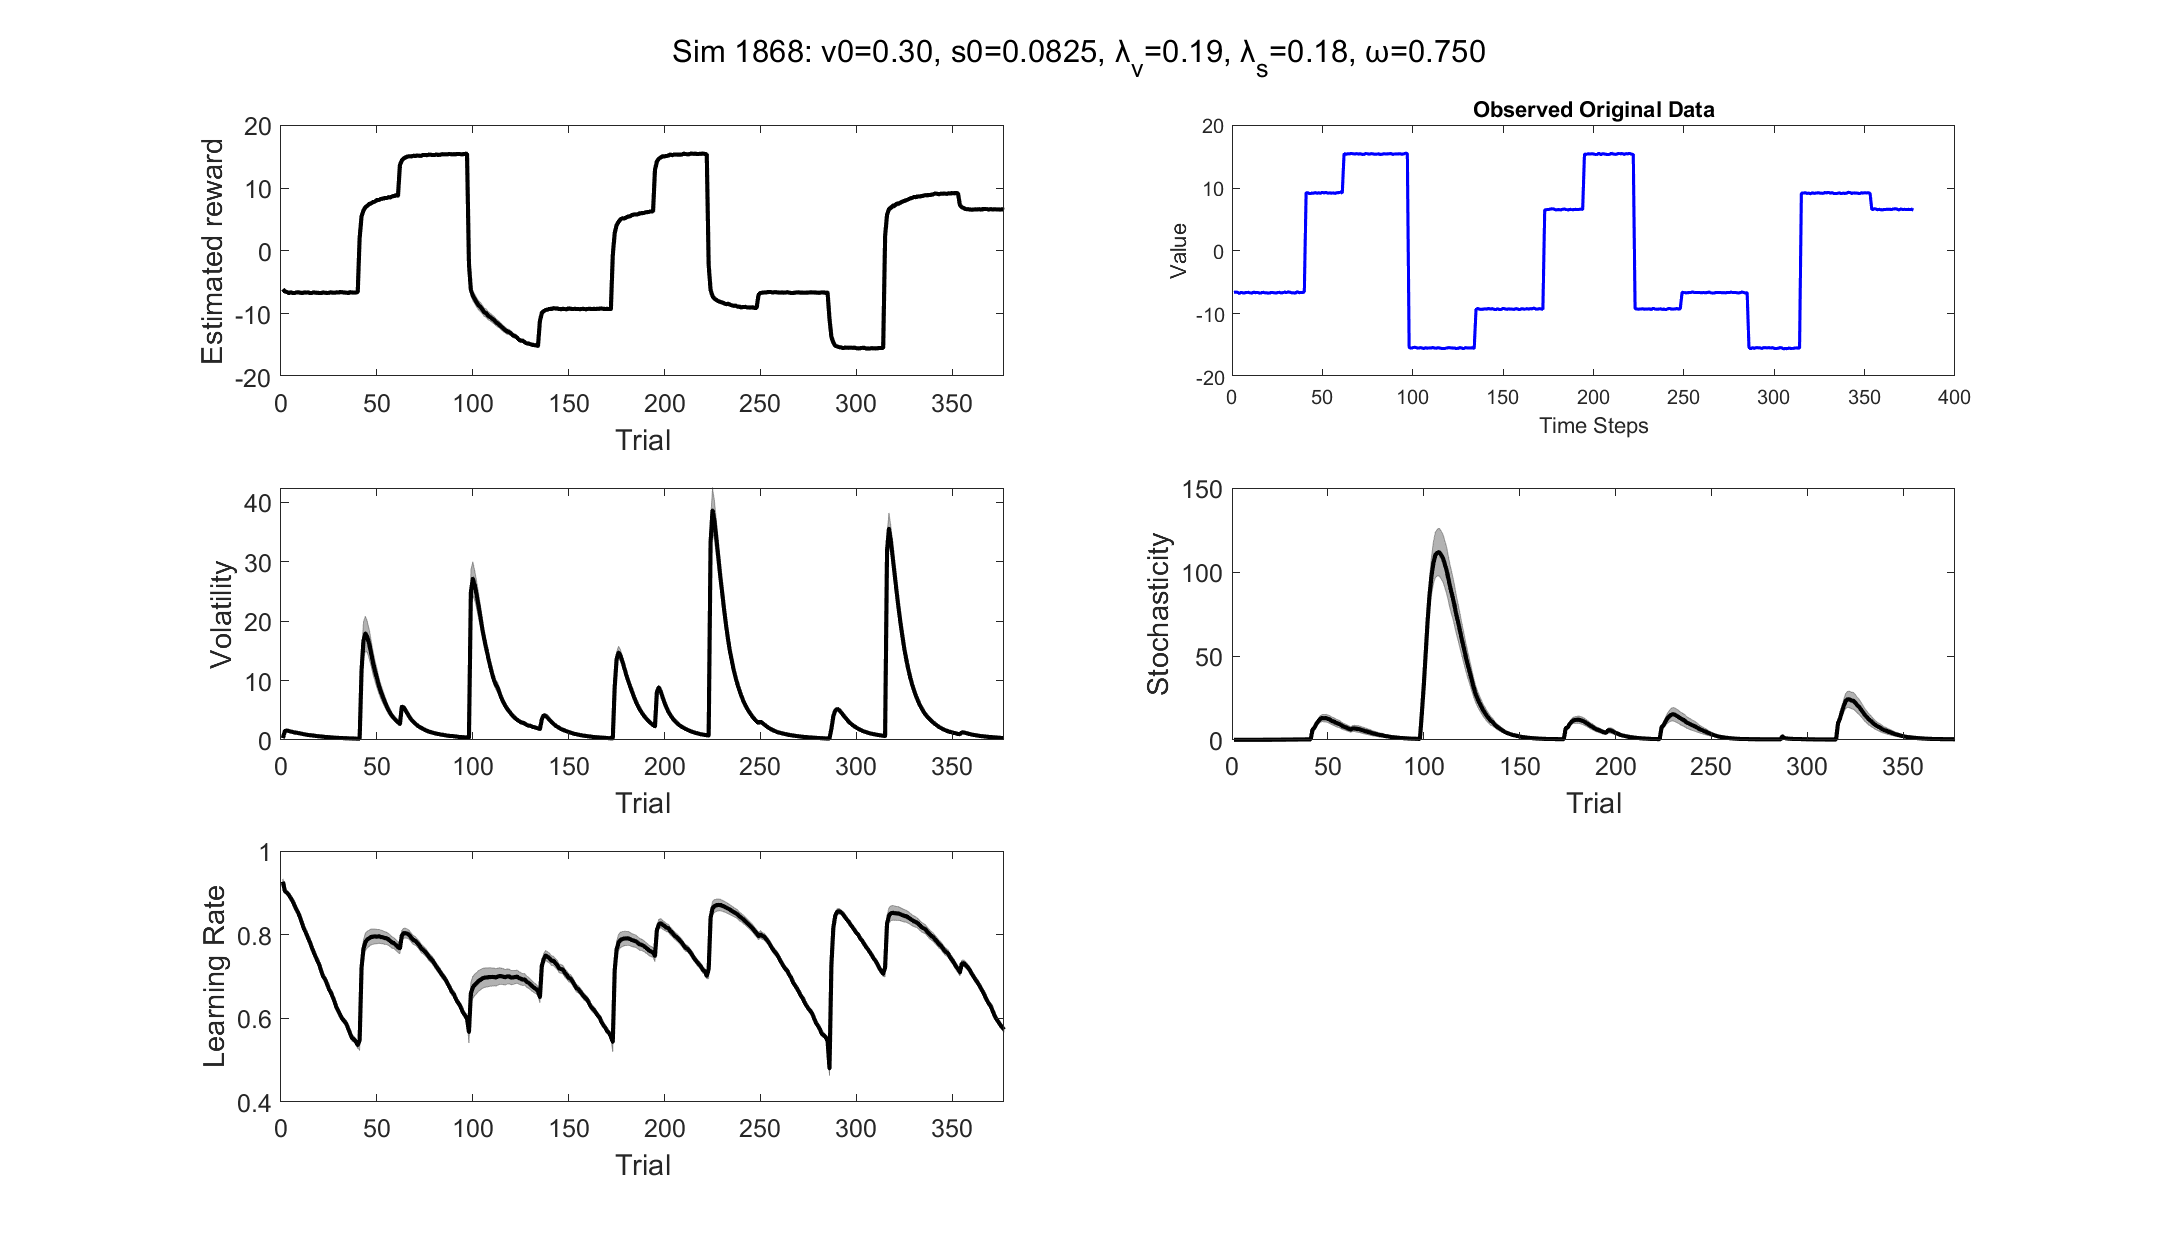 Sim 1868: v0=0.30, s0=0.0825, λ_v=0.19, λ_s=0.18, ω=0.750
20
10
0
-10
-20
Estimated reward
0 50 100 150 200 250 300 350
Trial
Observed Original Data
20
10
0
-10
-20
Value
0 50 100 150 200 250 300 350 400
Time Steps
40
30
20
10
0
Volatility
0 50 100 150 200 250 300 350
Trial
150
100
50
0
Stochasticity
0 50 100 150 200 250 300 350
Trial
1
0.8
0.6
0.4
Learning Rate
0 50 100 150 200 250 300 350
Trial